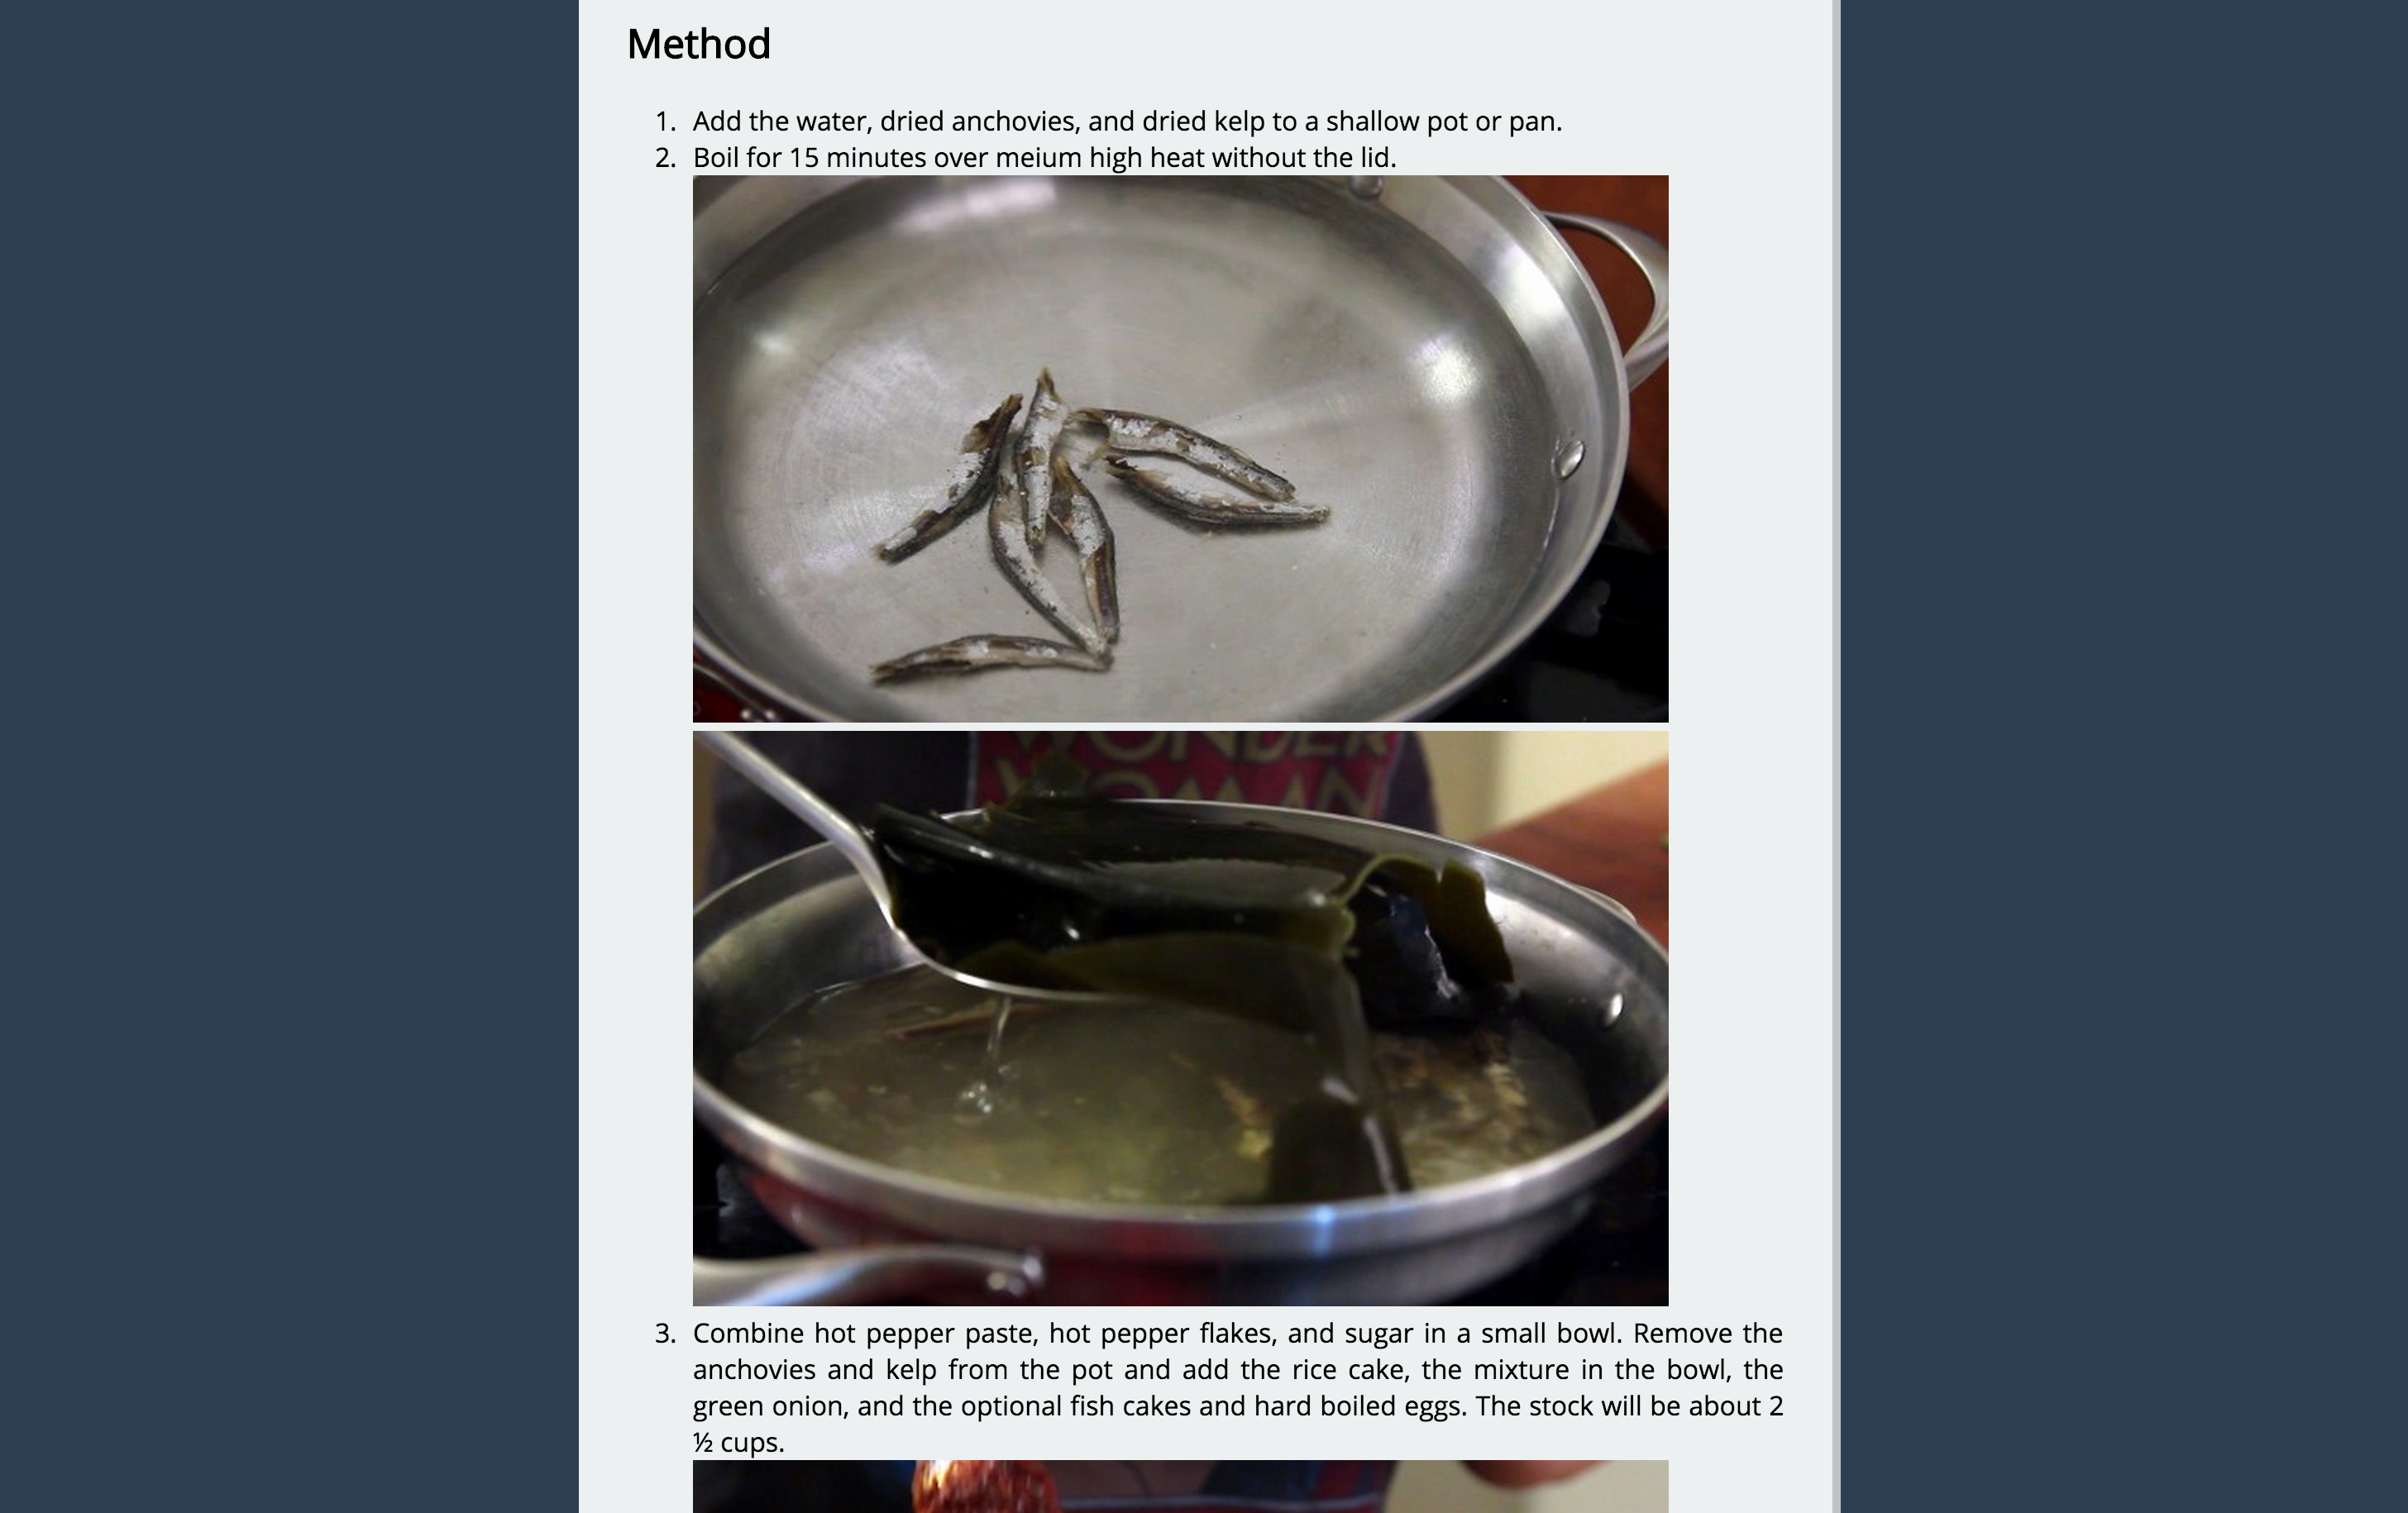 Method
1. Add the water, dried anchovies, and dried kelp to a shallow pot or pan.
2. Boil for 15 minutes over meium high heat without the lid.
WONDER
WOMAN
3. Combine hot pepper paste, hot pepper flakes, and sugar in a small bowl. Remove the
anchovies and kelp from the pot and add the rice cake, the mixture in the bowl, the
green onion, and the optional fish cakes and hard boiled eggs. The stock will be about 2
½ cups.